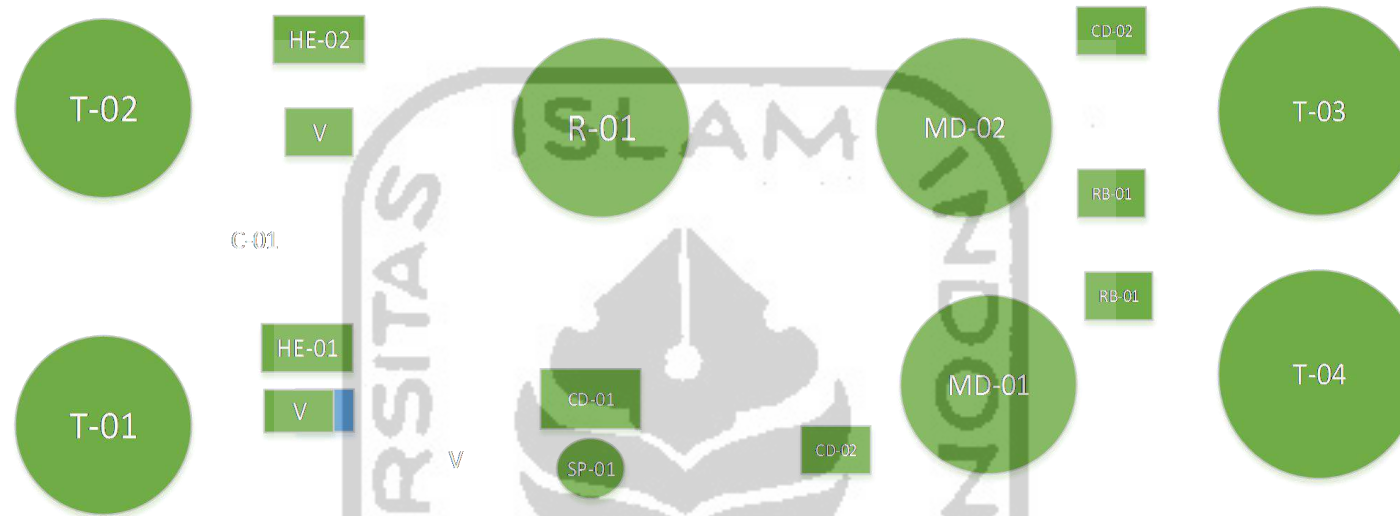 T-02
HE-02
V
R-01
MD-02
CD-02
T-03
RB-01
C-01
RB-01
T-01
HE-01
V
V
CD-01
SP-01
CD-02
MD-01
T-04
ISLAM